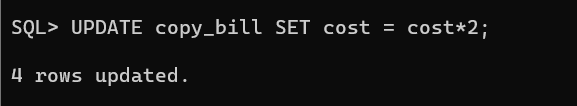 SQL> UPDATE copy_bill SET cost = cost*2;
4 rows updated.